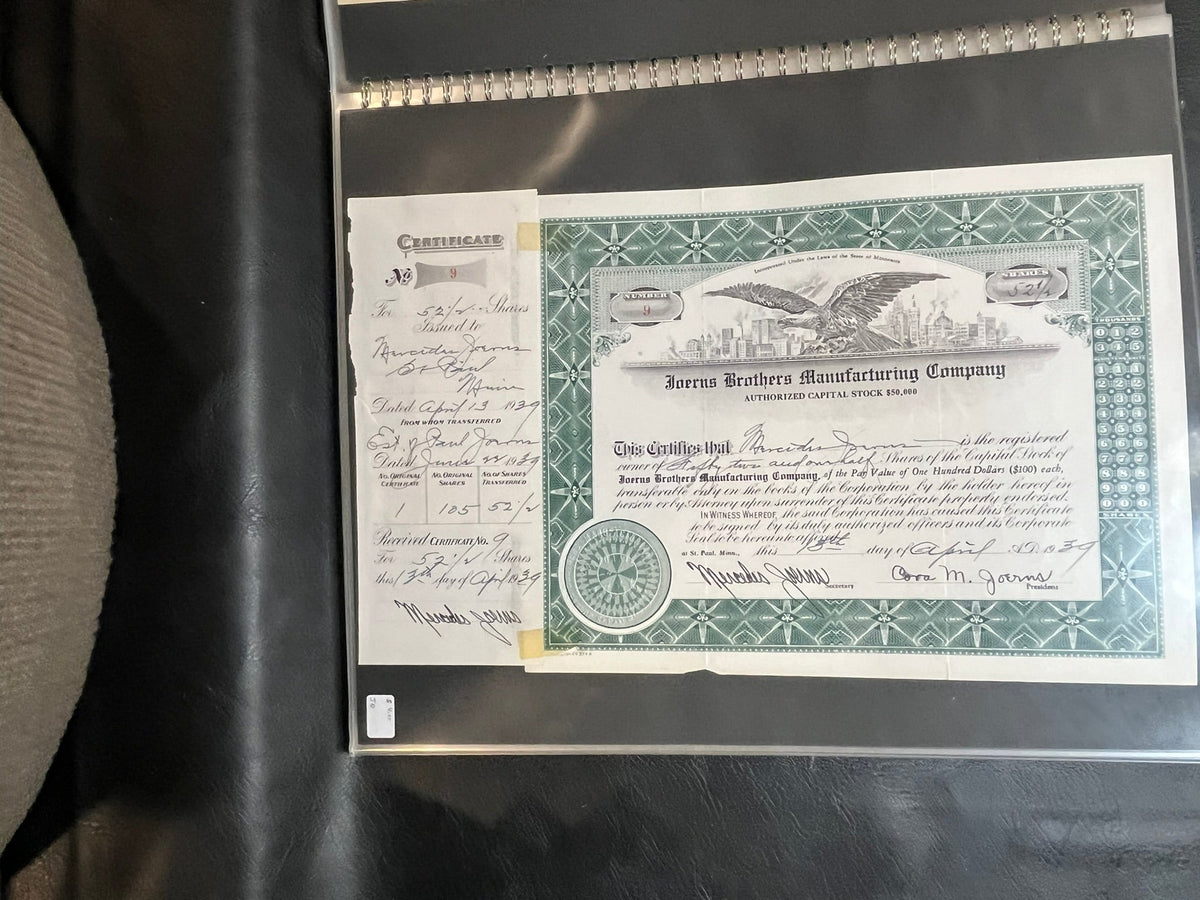 CERTIFICATE
No 9
For 52 1/2 Shares
Issued to
Mercedes Joerns
St Paul
Minn
Dated April 13 1939
FROM WHOM TRANSFERRED
Est. of Paul Joerns
Dated 1939
NO. ORIGINAL CERTIFICATE NO. ORIGINAL SHARES NO. OF SHARES TRANSFERRED
1 105 52 1/2
Received CERTIFICATE NO. 9
For 52 1/2 Shares
this day of April 1939
Mercedes Joerns
Incorporated Under the Laws of the State of Minnesota
NUMBER
9
SHARES
52 1/2
Joerns Brothers Manufacturing Company
AUTHORIZED CAPITAL STOCK $50,000
This Certifies that Mercedes Joerns is the registered
owner of Fifty two and one half Shares of the Capital Stock of
Joerns Brothers Manufacturing Company, of the Par Value of One Hundred Dollars ($100) each,
transferable only on the books of the Corporation by the holder hereof in
person or by Attorney upon surrender of this Certificate properly endorsed.
IN WITNESS WHEREOF, the said Corporation has caused this Certificate
to be signed by its duly authorized officers and its Corporate
Seal to be hereunto affixed
at St. Paul, Minn., this day of April A.D. 1939
Mercedes Joerns Secretary
Cora M. Joerns President
THOUSANDS
SHARES